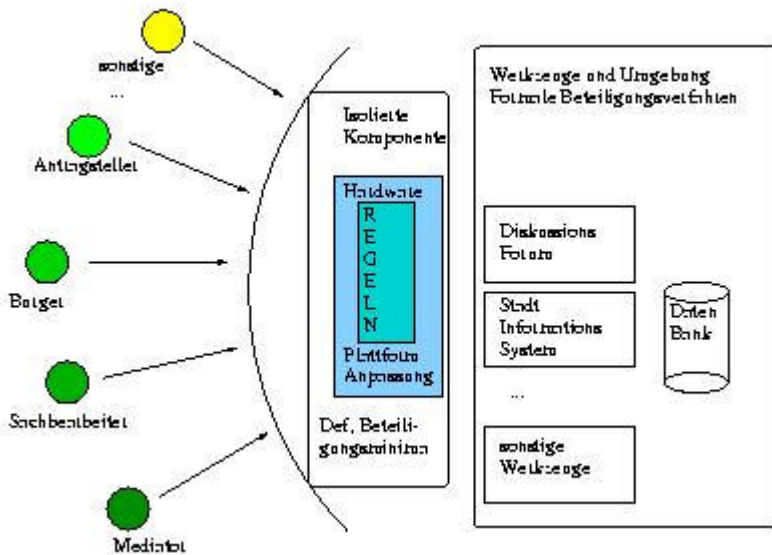 sonstige
...
Antragsteller
Bürger
Sachbearbeiter
Mediator
Isolierte
Komponente
Hardware
R
E
G
E
L
N
Plattform
Anpassung
Def. Beteili-
gungsminimum
Werkzeuge und Umgebung
Formale Beteiligungsverfahren
Diskussions
Forum
Stadt
Informations
System
...
sonstige
Werkzeuge
Daten
Bank